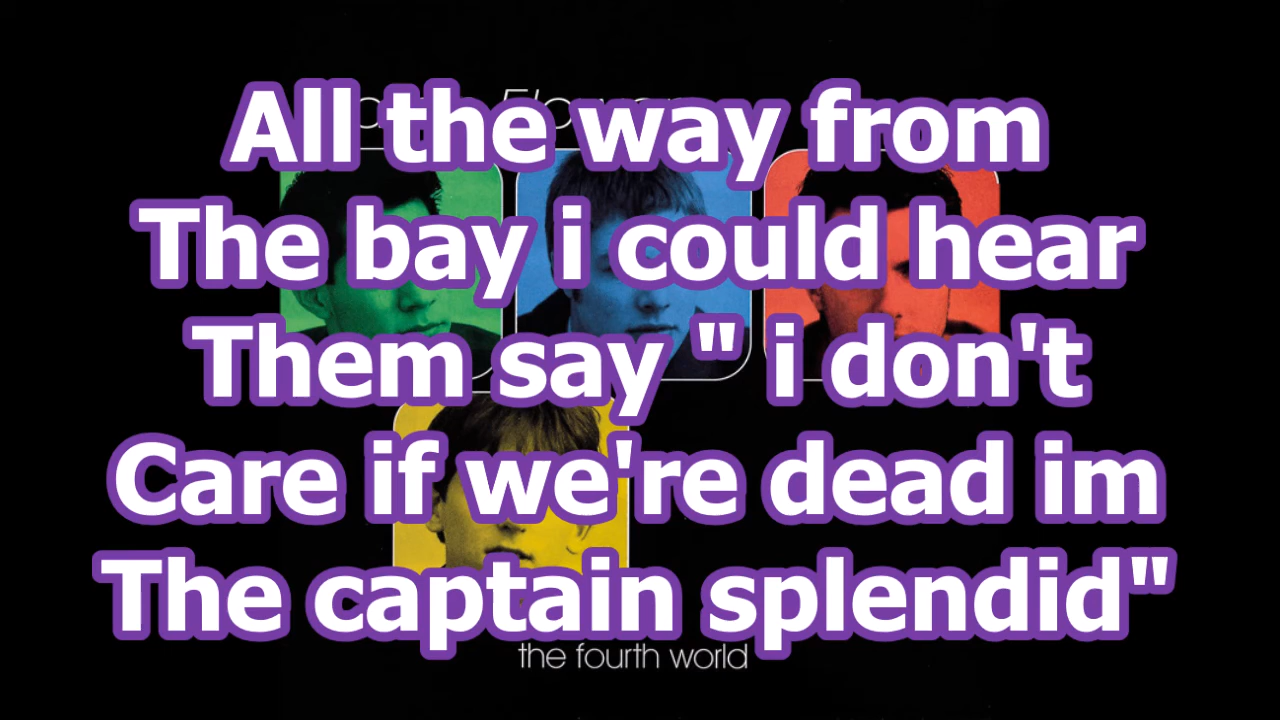 All the way from
The bay i could hear
Them say " i don't
Care if we're dead im
The captain splendid"
the fourth world